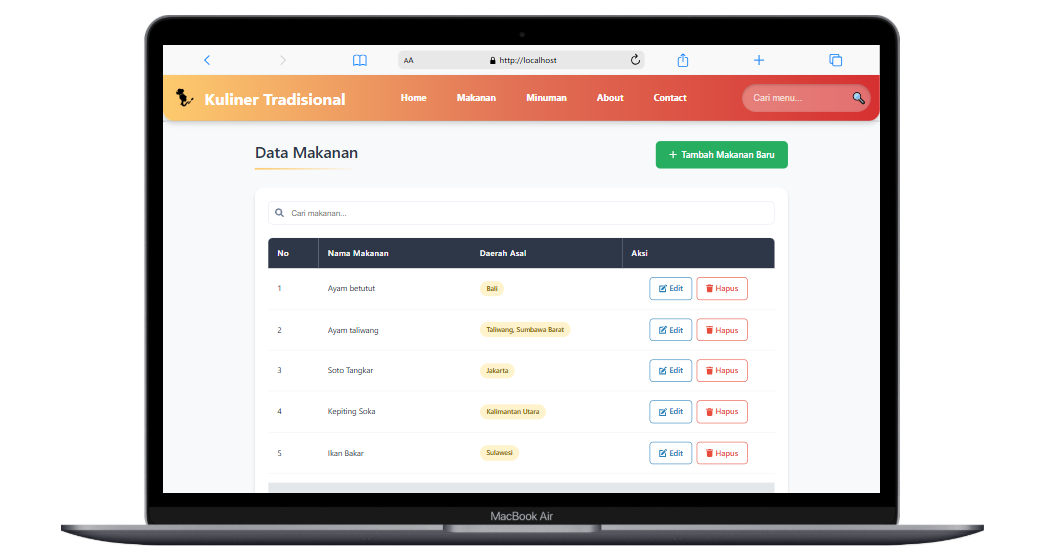 AA http://localhost
Kuliner Tradisional Home Makanan Minuman About Contact Cari menu...
Data Makanan + Tambah Makanan Baru
Cari makanan...
No Nama Makanan Daerah Asal Aksi
1 Ayam betutut Bali Edit Hapus
2 Ayam taliwang Taliwang, Sumbawa Barat Edit Hapus
3 Soto Tangkar Jakarta Edit Hapus
4 Kepiting Soka Kalimantan Utara Edit Hapus
5 Ikan Bakar Sulawesi Edit Hapus
MacBook Air